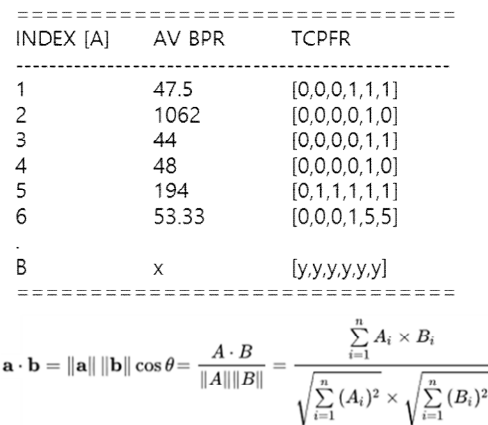 ==============================
INDEX [A] AV BPR TCPFR
--------------------------------------------------
1 47.5 [0,0,0,1,1,1]
2 1062 [0,0,0,0,1,0]
3 44 [0,0,0,0,1,1]
4 48 [0,0,0,0,1,0]
5 194 [0,1,1,1,1,1]
6 53.33 [0,0,0,1,5,5]
.
B x [y,y,y,y,y,y]
==============================
a · b = ‖a‖ ‖b‖ cos θ = A · B / ‖A‖‖B‖ = ∑_{i=1}^{n} A_i × B_i / √(∑_{i=1}^{n} (A_i)²) × √(∑_{i=1}^{n} (B_i)²)